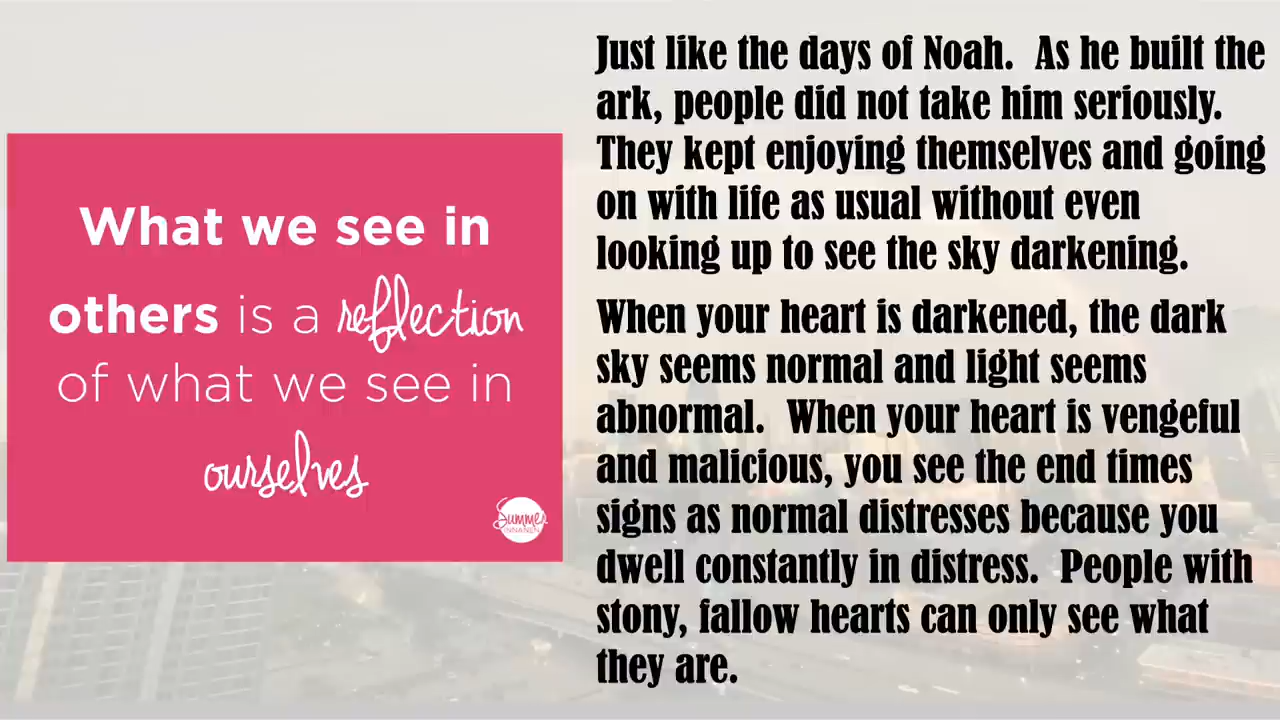 What we see in
others is a reflection
of what we see in
ourselves
Summer
INNANEN
Just like the days of Noah.  As he built the
ark, people did not take him seriously.
They kept enjoying themselves and going
on with life as usual without even
looking up to see the sky darkening.
When your heart is darkened, the dark
sky seems normal and light seems
abnormal.  When your heart is vengeful
and malicious, you see the end times
signs as normal distresses because you
dwell constantly in distress.  People with
stony, fallow hearts can only see what
they are.